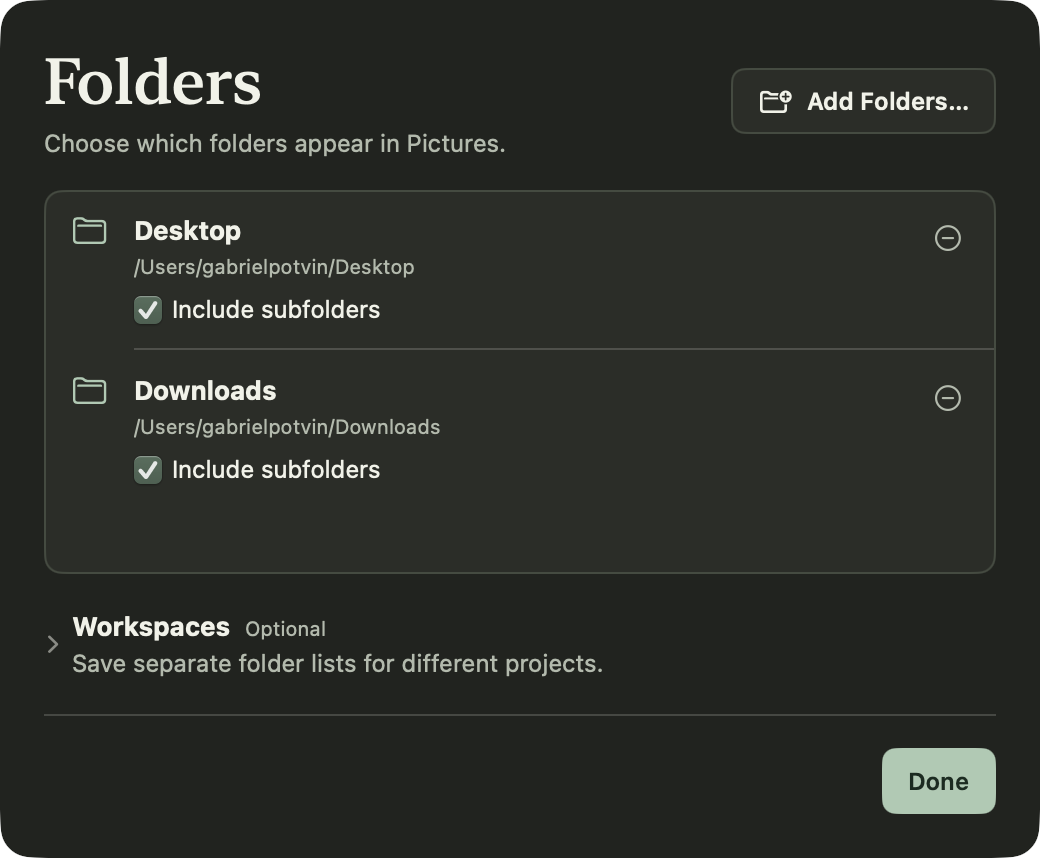 Folders
Add Folders...
Choose which folders appear in Pictures.
Desktop
/Users/gabrielpotvin/Desktop
Include subfolders
Downloads
/Users/gabrielpotvin/Downloads
Include subfolders
Workspaces Optional
Save separate folder lists for different projects.
Done